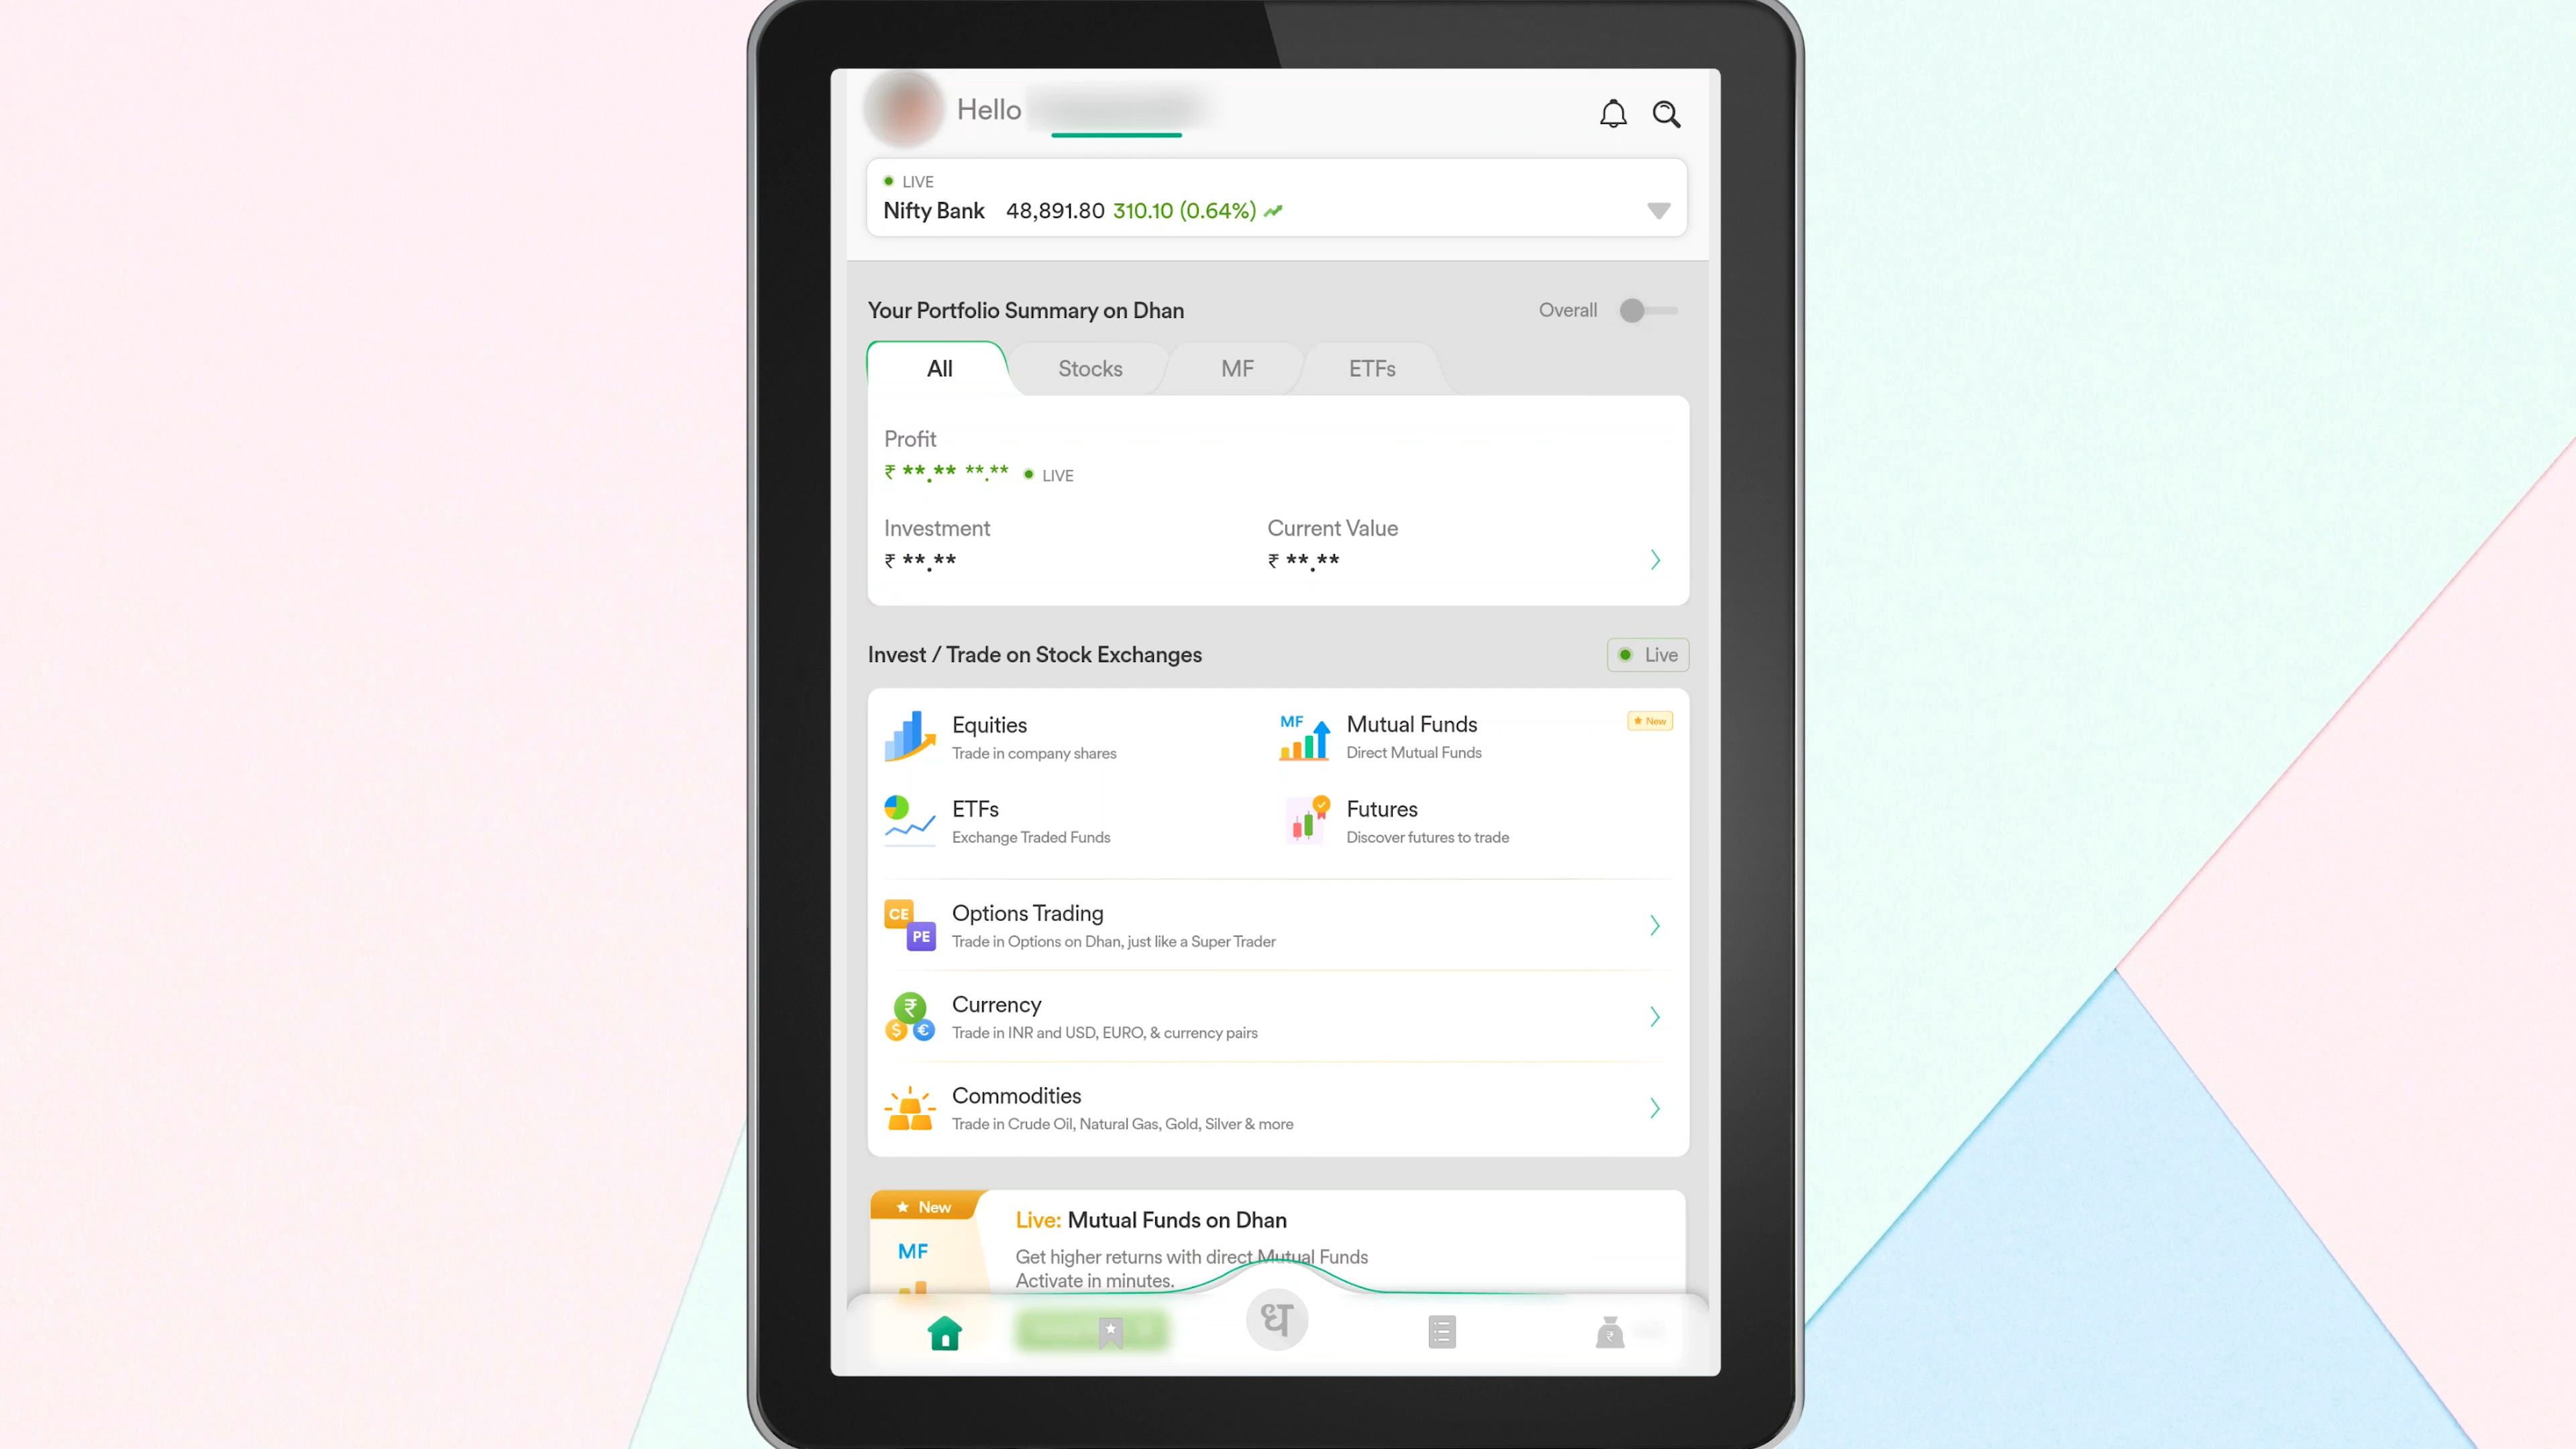 Hello
LIVE
Nifty Bank 48,891.80 310.10 (0.64%)
Your Portfolio Summary on Dhan Overall
All Stocks MF ETFs
Profit
₹ **.** **.** LIVE
Investment Current Value
₹ **.** ₹ **.**
Invest / Trade on Stock Exchanges Live
Equities MF Mutual Funds New
Trade in company shares Direct Mutual Funds
ETFs Futures
Exchange Traded Funds Discover futures to trade
CE Options Trading
PE Trade in Options on Dhan, just like a Super Trader
₹ Currency
$ € Trade in INR and USD, EURO, & currency pairs
Commodities
Trade in Crude Oil, Natural Gas, Gold, Silver & more
New Live: Mutual Funds on Dhan
MF Get higher returns with direct Mutual Funds
Activate in minutes.
ध ₹